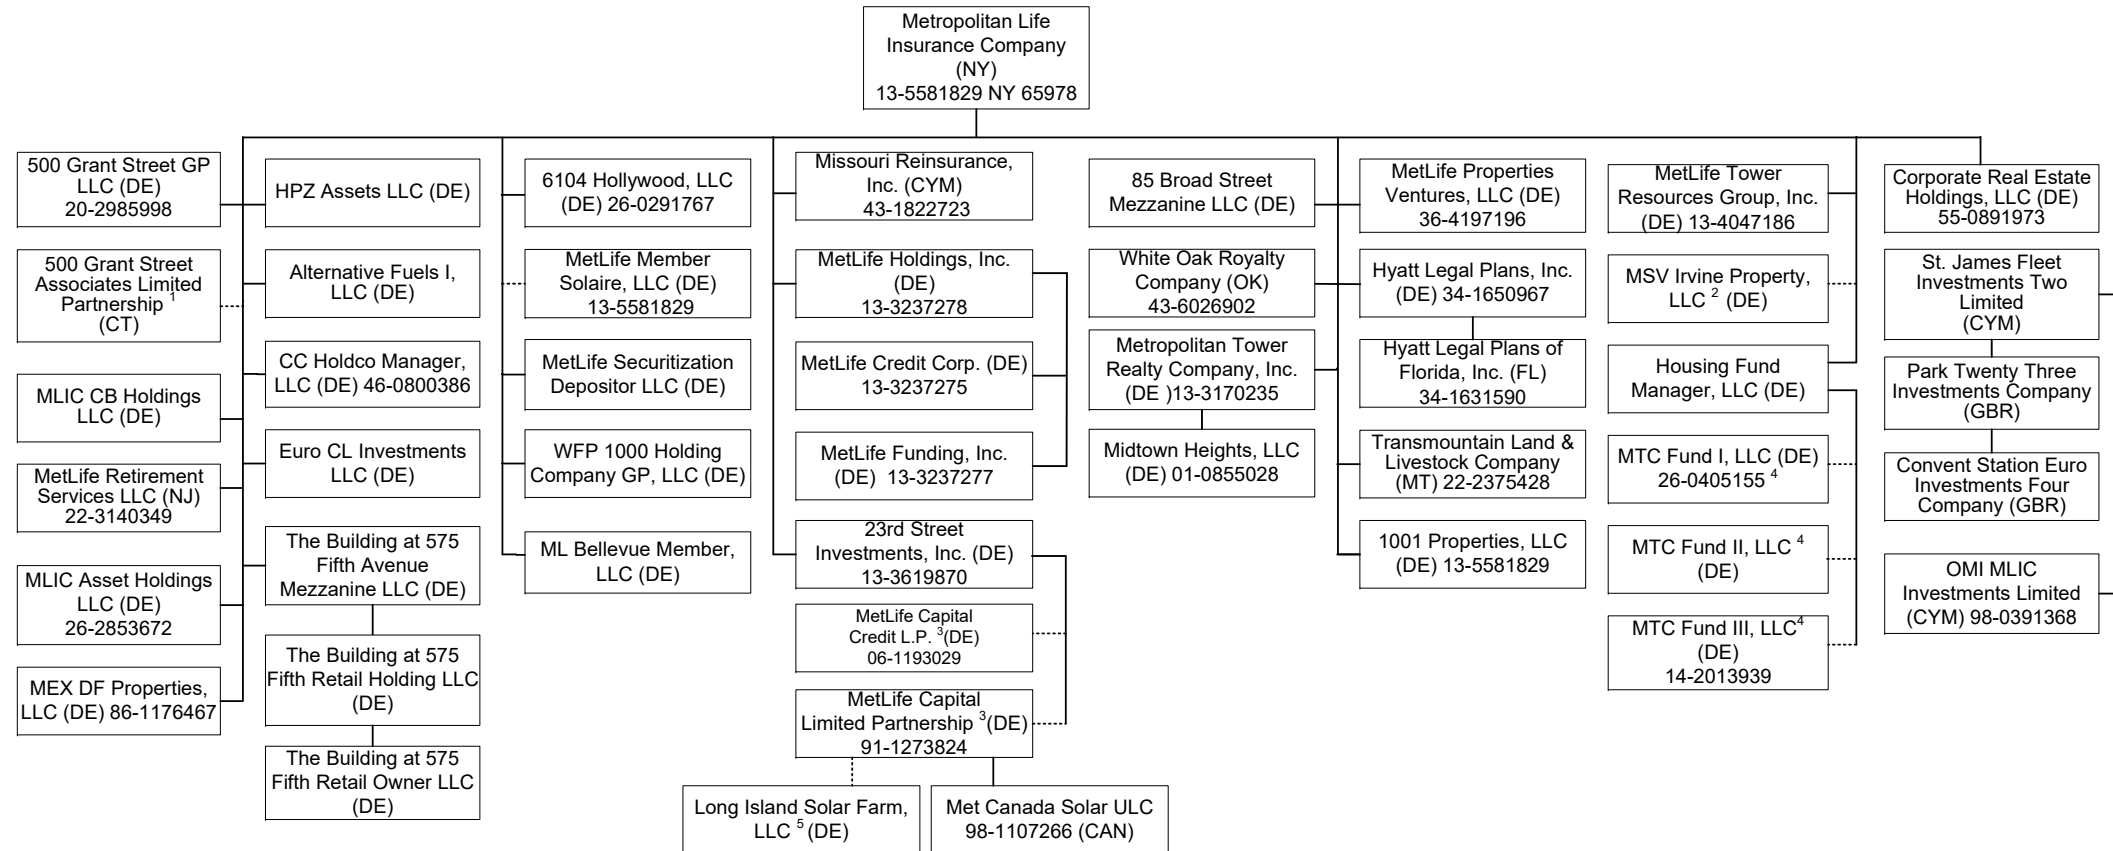 Metropolitan Life
Insurance Company
(NY)
13-5581829 NY 65978
500 Grant Street GP
LLC (DE)
20-2985998
500 Grant Street
Associates Limited
Partnership 1
(CT)
MLIC CB Holdings
LLC (DE)
MetLife Retirement
Services LLC (NJ)
22-3140349
MLIC Asset Holdings
LLC (DE)
26-2853672
MEX DF Properties,
LLC (DE) 86-1176467
HPZ Assets LLC (DE)
Alternative Fuels I,
LLC (DE)
CC Holdco Manager,
LLC (DE) 46-0800386
Euro CL Investments
LLC (DE)
The Building at 575
Fifth Avenue
Mezzanine LLC (DE)
The Building at 575
Fifth Retail Holding LLC
(DE)
The Building at 575
Fifth Retail Owner LLC
(DE)
6104 Hollywood, LLC
(DE) 26-0291767
MetLife Member
Solaire, LLC (DE)
13-5581829
MetLife Securitization
Depositor LLC (DE)
WFP 1000 Holding
Company GP, LLC (DE)
ML Bellevue Member,
LLC (DE)
Missouri Reinsurance,
Inc. (CYM)
43-1822723
MetLife Holdings, Inc.
(DE)
13-3237278
MetLife Credit Corp. (DE)
13-3237275
MetLife Funding, Inc.
(DE) 13-3237277
23rd Street
Investments, Inc. (DE)
13-3619870
MetLife Capital
Credit L.P. 3(DE)
06-1193029
MetLife Capital
Limited Partnership 3(DE)
91-1273824
Long Island Solar Farm,
LLC 5 (DE)
Met Canada Solar ULC
98-1107266 (CAN)
85 Broad Street
Mezzanine LLC (DE)
White Oak Royalty
Company (OK)
43-6026902
Metropolitan Tower
Realty Company, Inc.
(DE )13-3170235
Midtown Heights, LLC
(DE) 01-0855028
MetLife Properties
Ventures, LLC (DE)
36-4197196
Hyatt Legal Plans, Inc.
(DE) 34-1650967
Hyatt Legal Plans of
Florida, Inc. (FL)
34-1631590
Transmountain Land &
Livestock Company
(MT) 22-2375428
1001 Properties, LLC
(DE) 13-5581829
MetLife Tower
Resources Group, Inc.
(DE) 13-4047186
MSV Irvine Property,
LLC 2 (DE)
Housing Fund
Manager, LLC (DE)
MTC Fund I, LLC (DE)
26-0405155 4
MTC Fund II, LLC 4
(DE)
MTC Fund III, LLC4
(DE)
14-2013939
Corporate Real Estate
Holdings, LLC (DE)
55-0891973
St. James Fleet
Investments Two
Limited
(CYM)
Park Twenty Three
Investments Company
(GBR)
Convent Station Euro
Investments Four
Company (GBR)
OMI MLIC
Investments Limited
(CYM) 98-0391368